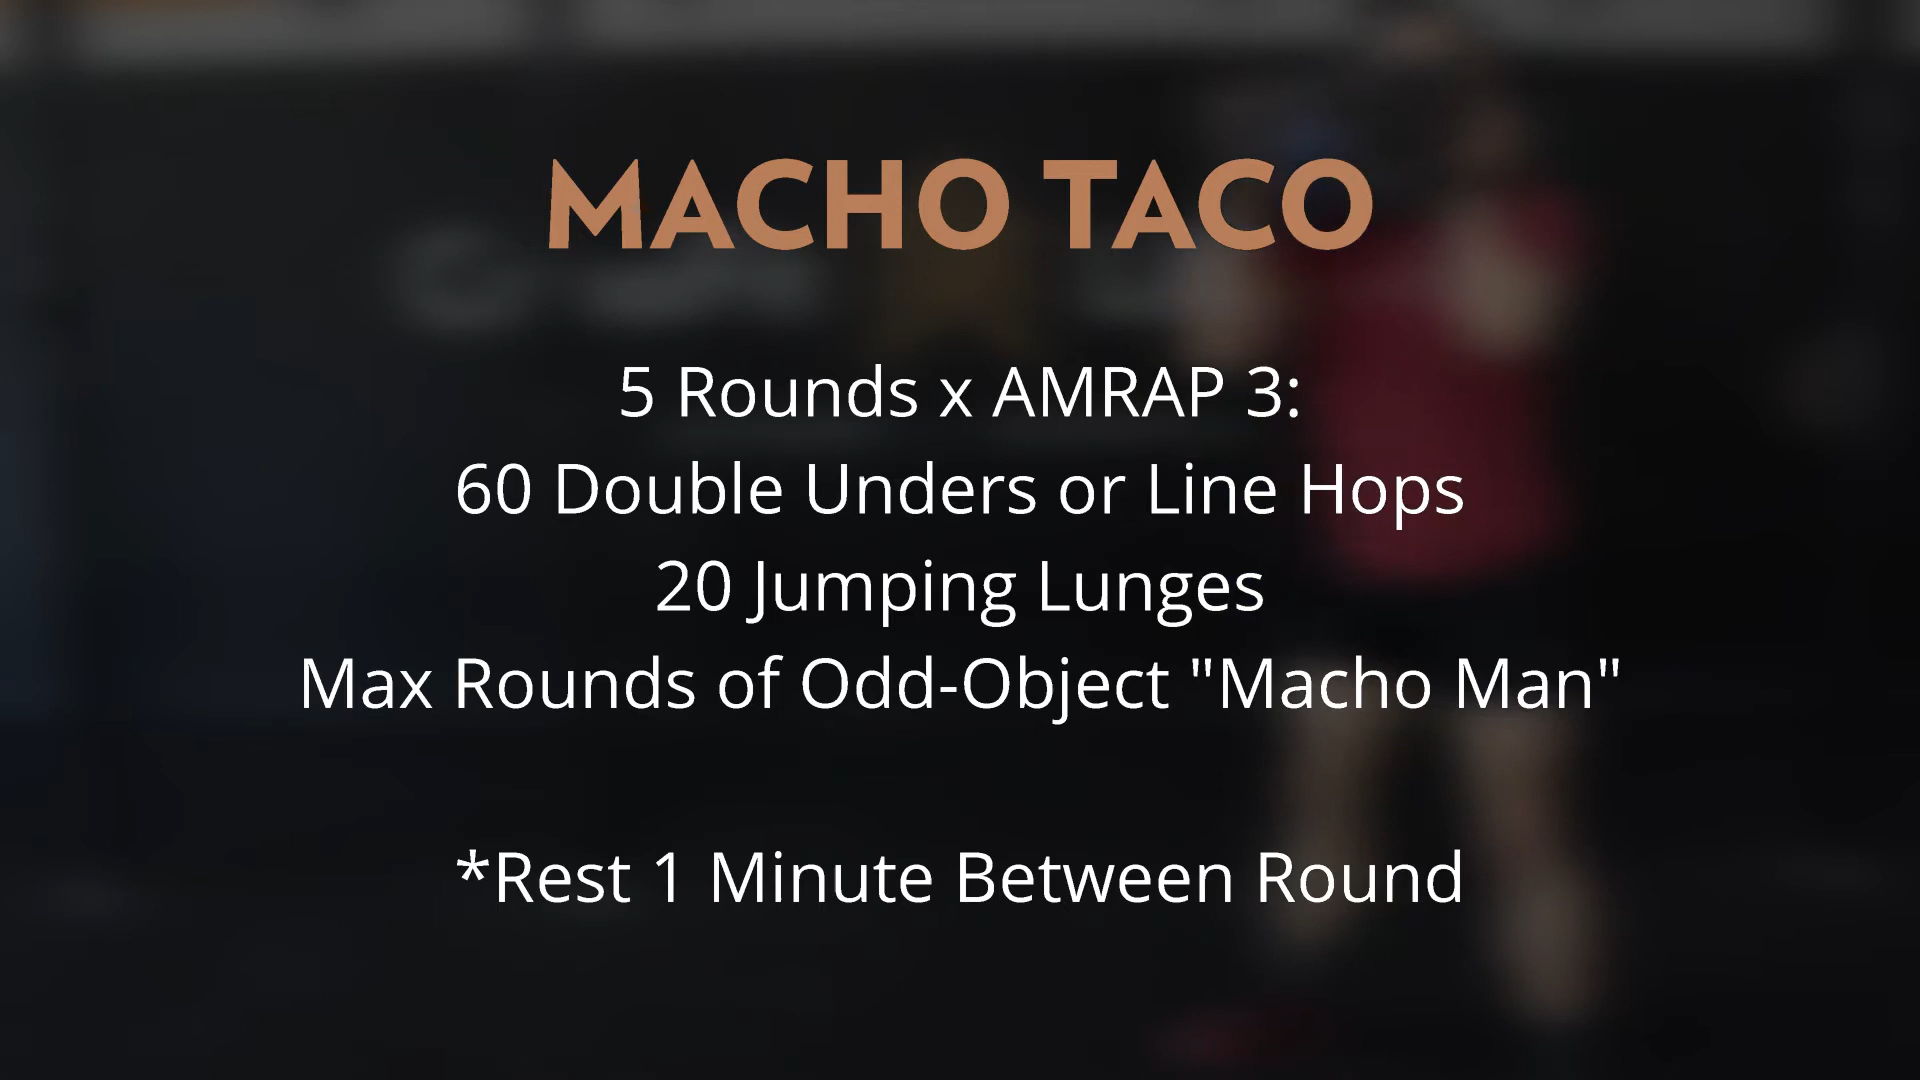 MACHO TACO
5 Rounds x AMRAP 3:
60 Double Unders or Line Hops
20 Jumping Lunges
Max Rounds of Odd-Object "Macho Man"
*Rest 1 Minute Between Round